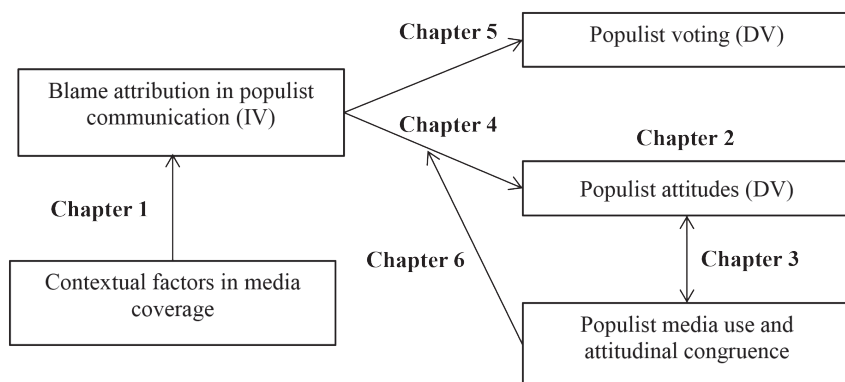 Chapter 5
Populist voting (DV)
Blame attribution in populist
communication (IV)
Chapter 4
Chapter 2
Populist attitudes (DV)
Chapter 1
Chapter 6
Chapter 3
Contextual factors in media
coverage
Populist media use and
attitudinal congruence